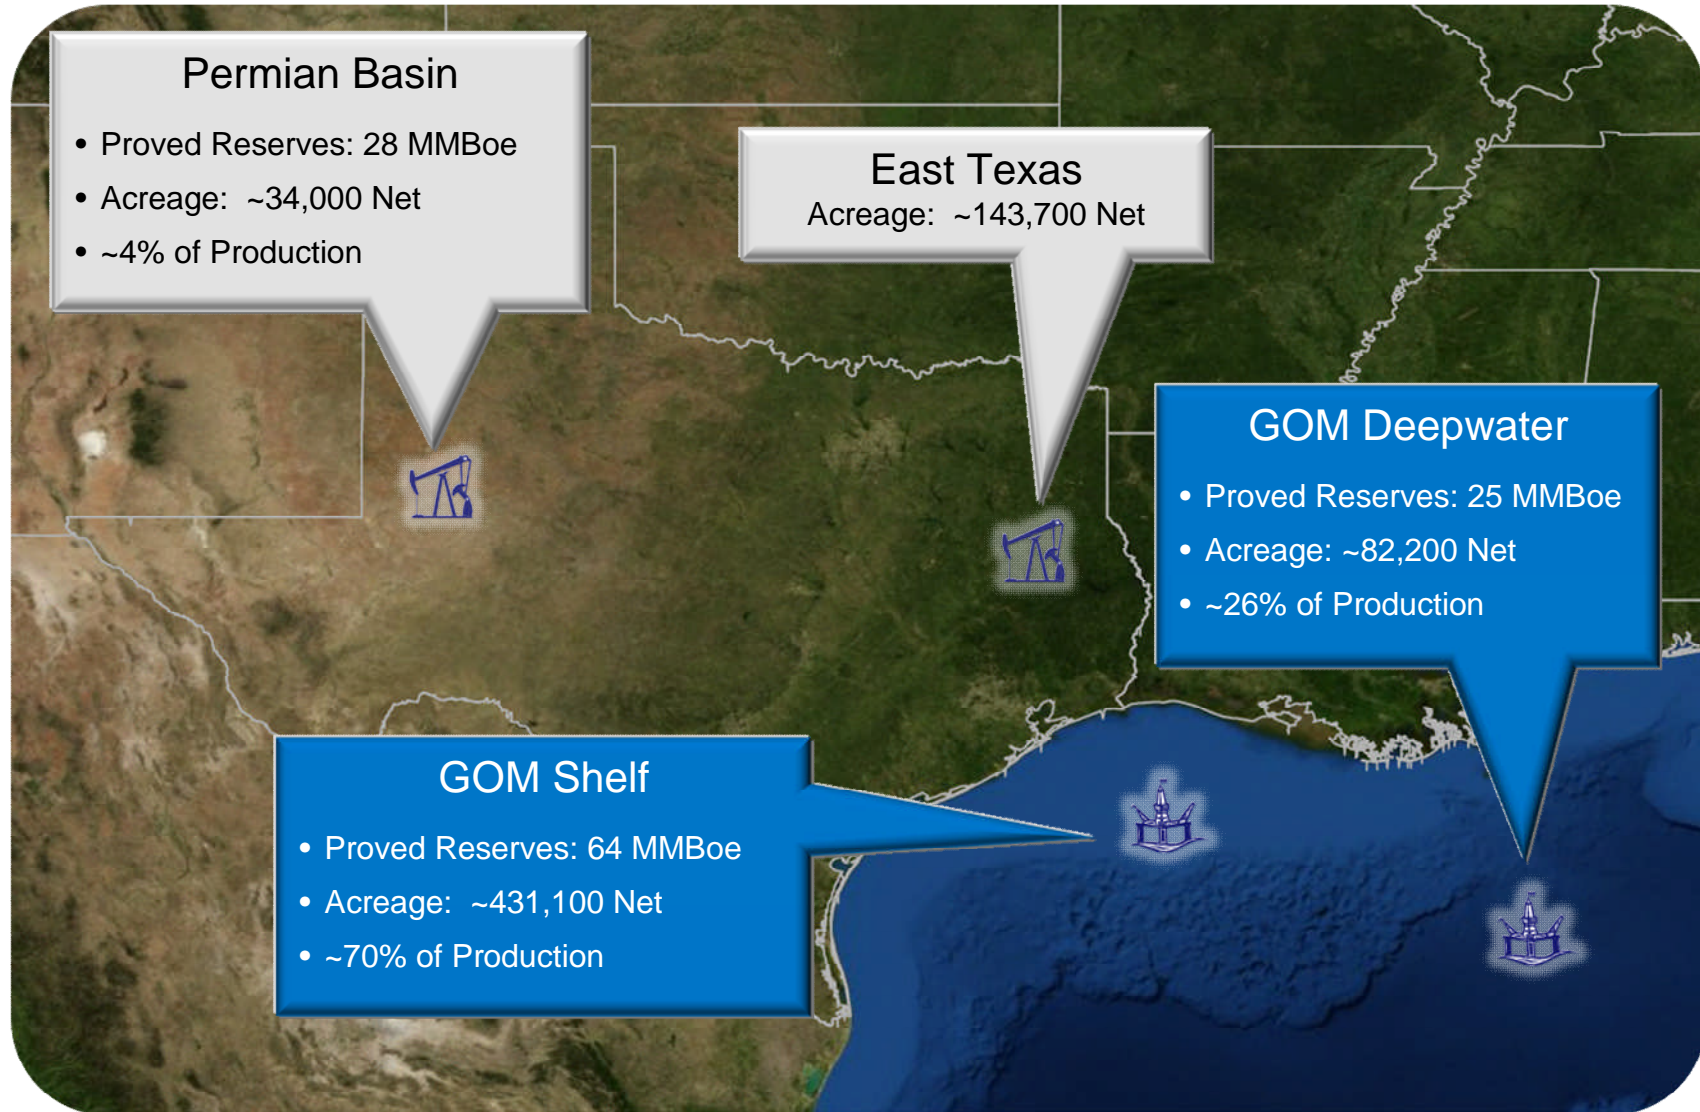 Permian Basin
• Proved Reserves: 28 MMBoe
• Acreage: ~34,000 Net
• ~4% of Production
East Texas
Acreage: ~143,700 Net
GOM Deepwater
• Proved Reserves: 25 MMBoe
• Acreage: ~82,200 Net
• ~26% of Production
GOM Shelf
• Proved Reserves: 64 MMBoe
• Acreage: ~431,100 Net
• ~70% of Production